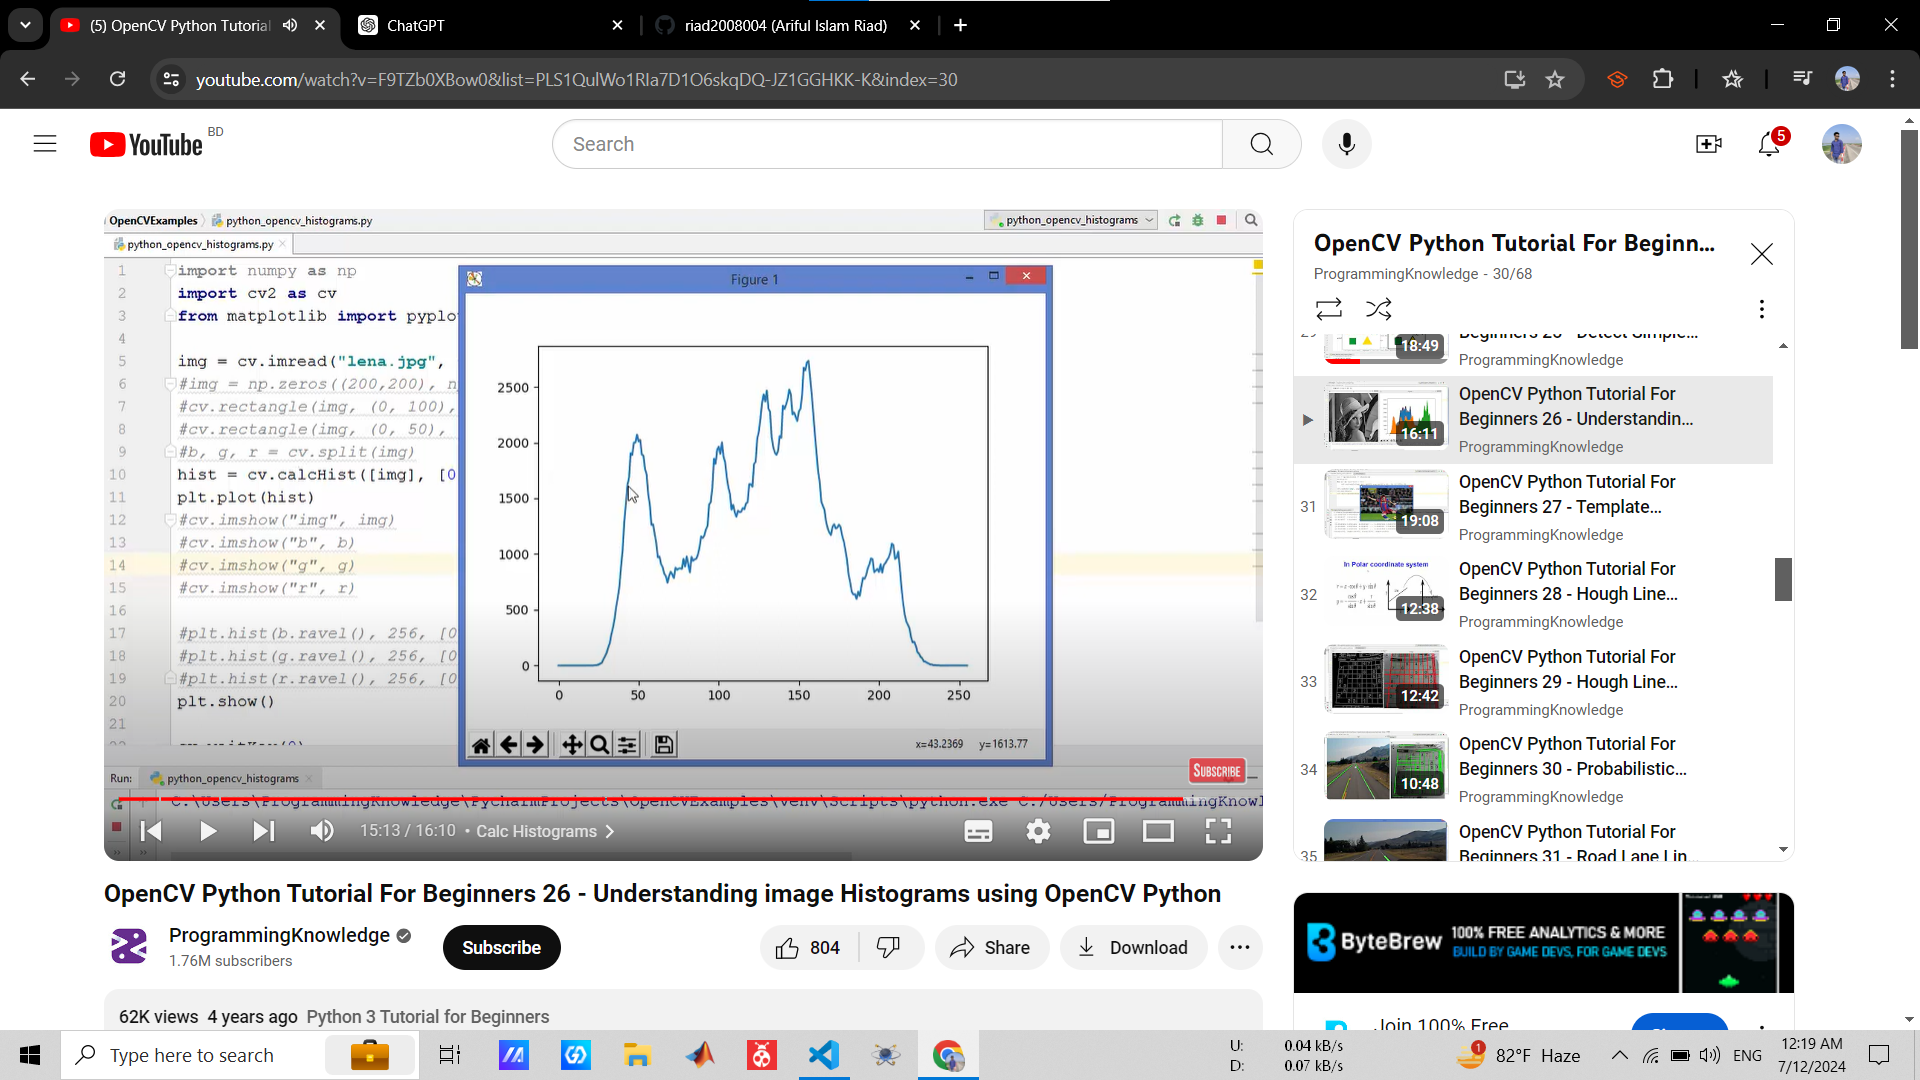 (5) OpenCV Python Tutorial
ChatGPT
riad2008004 (Ariful Islam Riad)
youtube.com/watch?v=F9TZb0XBow0&list=PLS1QulWo1RIa7D1O6skqDQ-JZ1GGHKK-K&index=30
YouTube BD
Search
5
OpenCVExamples python_opencv_histograms.py
python_opencv_histograms
python_opencv_histograms.py
1 import numpy as np
2 import cv2 as cv
3 from matplotlib import pyplo
4
5 img = cv.imread("lena.jpg",
6 #img = np.zeros((200,200), n
7 #cv.rectangle(img, (0, 100),
8 #cv.rectangle(img, (0, 50),
9 #b, g, r = cv.split(img)
10 hist = cv.calcHist([img], [0
11 plt.plot(hist)
12 #cv.imshow("img", img)
13 #cv.imshow("b", b)
14 #cv.imshow("g", g)
15 #cv.imshow("r", r)
16
17 #plt.hist(b.ravel(), 256, [0
18 #plt.hist(g.ravel(), 256, [0
19 #plt.hist(r.ravel(), 256, [0
20 plt.show()
21
Figure 1
2500
2000
1500
1000
500
0
0 50 100 150 200 250
x=43.2369 y=1613.77
SUBSCRIBE
Run: python_opencv_histograms
C:\Users\ProgrammingKnowledge\PycharmProjects\OpenCVExamples\venv\Scripts\python.exe C:/Users/ProgrammingKnowl
15:13 / 16:10 • Calc Histograms
OpenCV Python Tutorial For Beginners 26 - Understanding image Histograms using OpenCV Python
ProgrammingKnowledge
1.76M subscribers
Subscribe
804
Share
Download
62K views 4 years ago Python 3 Tutorial for Beginners
OpenCV Python Tutorial For Beginn...
ProgrammingKnowledge - 30/68
Beginners 25 - Detect Simple...
18:49
ProgrammingKnowledge
OpenCV Python Tutorial For
Beginners 26 - Understandin...
16:11
ProgrammingKnowledge
31
OpenCV Python Tutorial For
Beginners 27 - Template...
19:08
ProgrammingKnowledge
32
In Polar coordinate system
OpenCV Python Tutorial For
Beginners 28 - Hough Line...
12:38
ProgrammingKnowledge
33
OpenCV Python Tutorial For
Beginners 29 - Hough Line...
12:42
ProgrammingKnowledge
34
OpenCV Python Tutorial For
Beginners 30 - Probabilistic...
10:48
ProgrammingKnowledge
35
OpenCV Python Tutorial For
Beginners 31 - Road Lane Lin...
ByteBrew
100% FREE ANALYTICS & MORE
BUILD BY GAME DEVS, FOR GAME DEVS
Join 100% Free
Type here to search
U: 0.04 kB/s
D: 0.07 kB/s
1
82°F Haze
ENG
12:19 AM
7/12/2024